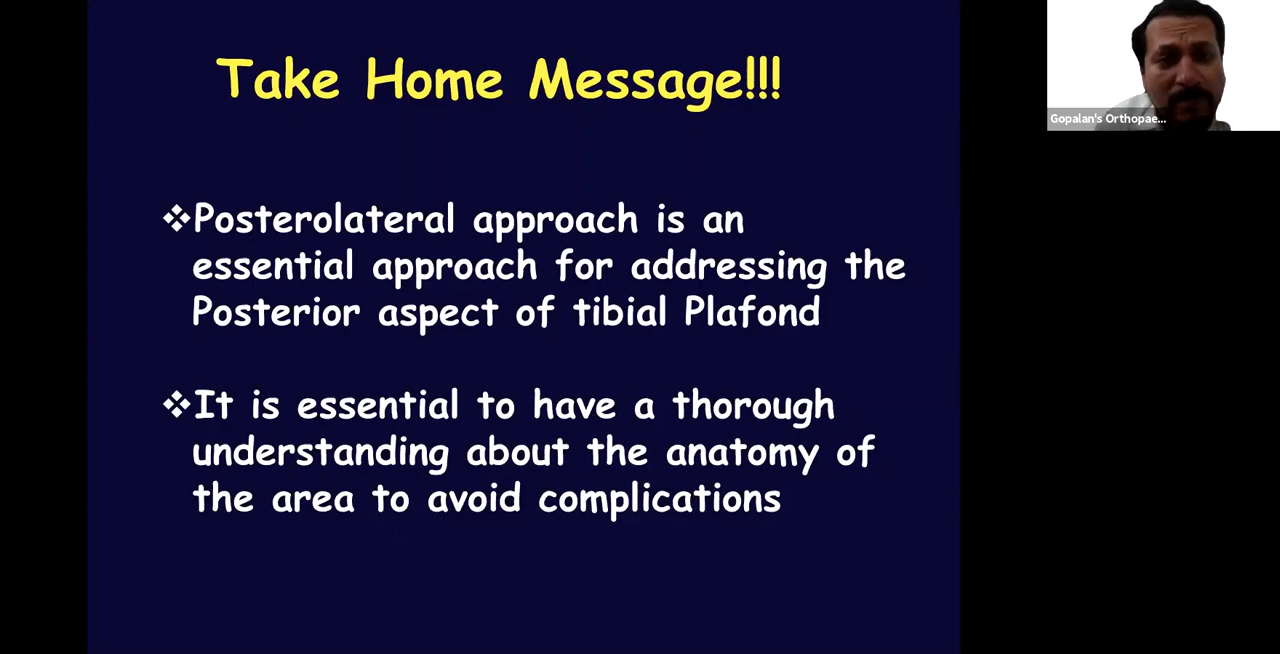 Take Home Message!!!
❖Posterolateral approach is an
essential approach for addressing the
Posterior aspect of tibial Plafond
❖It is essential to have a thorough
understanding about the anatomy of
the area to avoid complications
Gopalan's Orthopae...